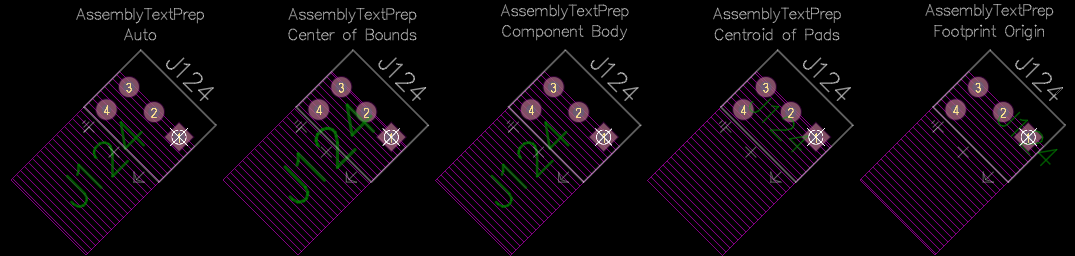 AssemblyTextPrep
Auto
J124
3
4
2
J124
AssemblyTextPrep
Center of Bounds
J124
3
4
2
J124
AssemblyTextPrep
Component Body
J124
3
4
2
J124
AssemblyTextPrep
Centroid of Pads
J124
3
4
2
J124
AssemblyTextPrep
Footprint Origin
J124
3
4
2
J124